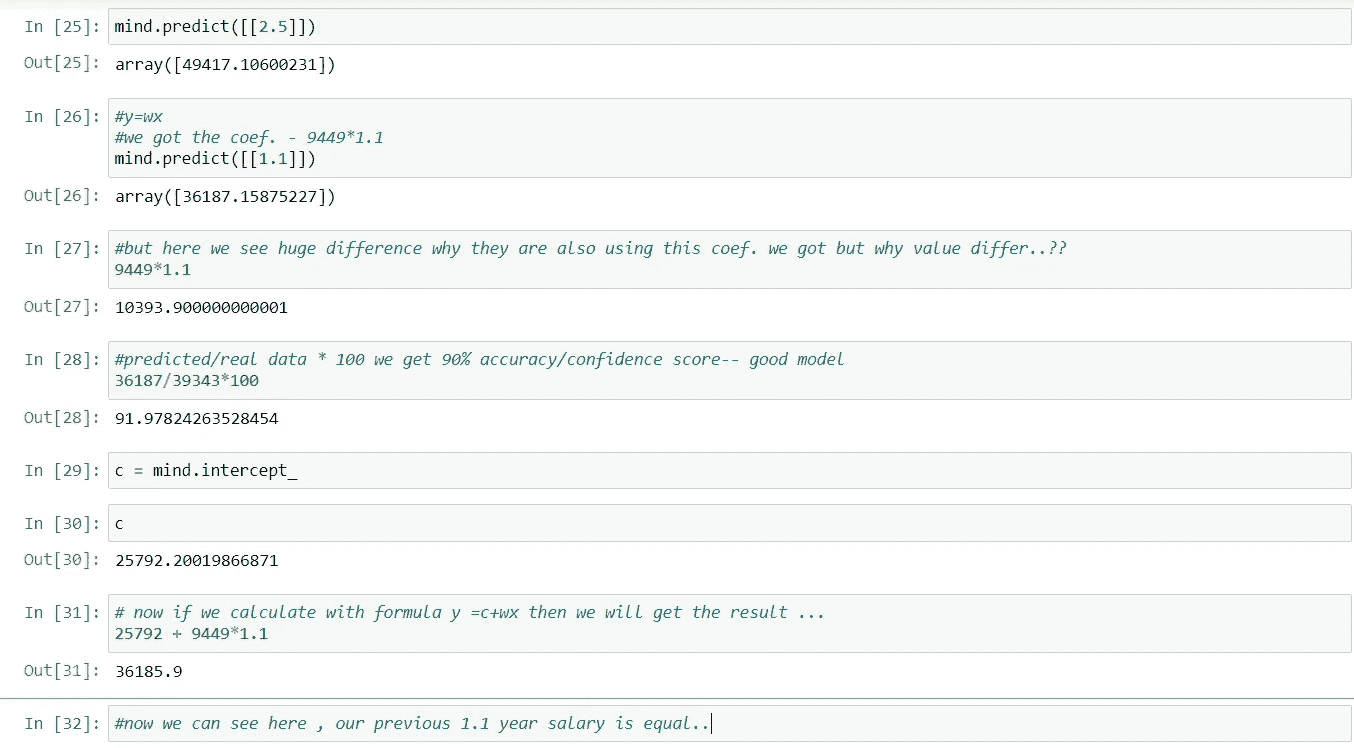 In [25]: mind.predict([[2.5]])
Out[25]: array([49417.10600231])
In [26]: #y=wx
#we got the coef. - 9449*1.1
mind.predict([[1.1]])
Out[26]: array([36187.15875227])
In [27]: #but here we see huge difference why they are also using this coef. we got but why value differ..??
9449*1.1
Out[27]: 10393.900000000001
In [28]: #predicted/real data * 100 we get 90% accuracy/confidence score-- good model
36187/39343*100
Out[28]: 91.97824263528454
In [29]: c = mind.intercept_
In [30]: c
Out[30]: 25792.20019866871
In [31]: # now if we calculate with formula y =c+wx then we will get the result ...
25792 + 9449*1.1
Out[31]: 36185.9
In [32]: #now we can see here , our previous 1.1 year salary is equal..